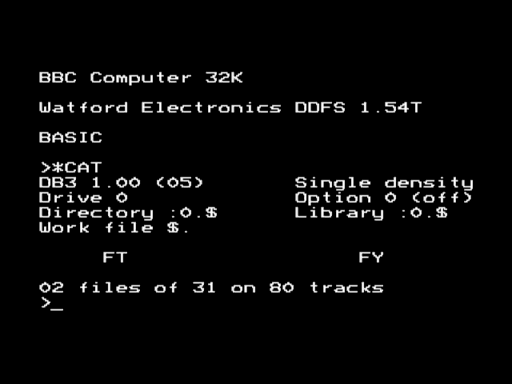 BBC Computer 32K
Watford Electronics DDFS 1.54T
BASIC
>*CAT
DB3 1.00 (05) Single density
Drive 0 Option 0 (off)
Directory :0.$ Library :0.$
Work file $.
FT FY
02 files of 31 on 80 tracks
>_